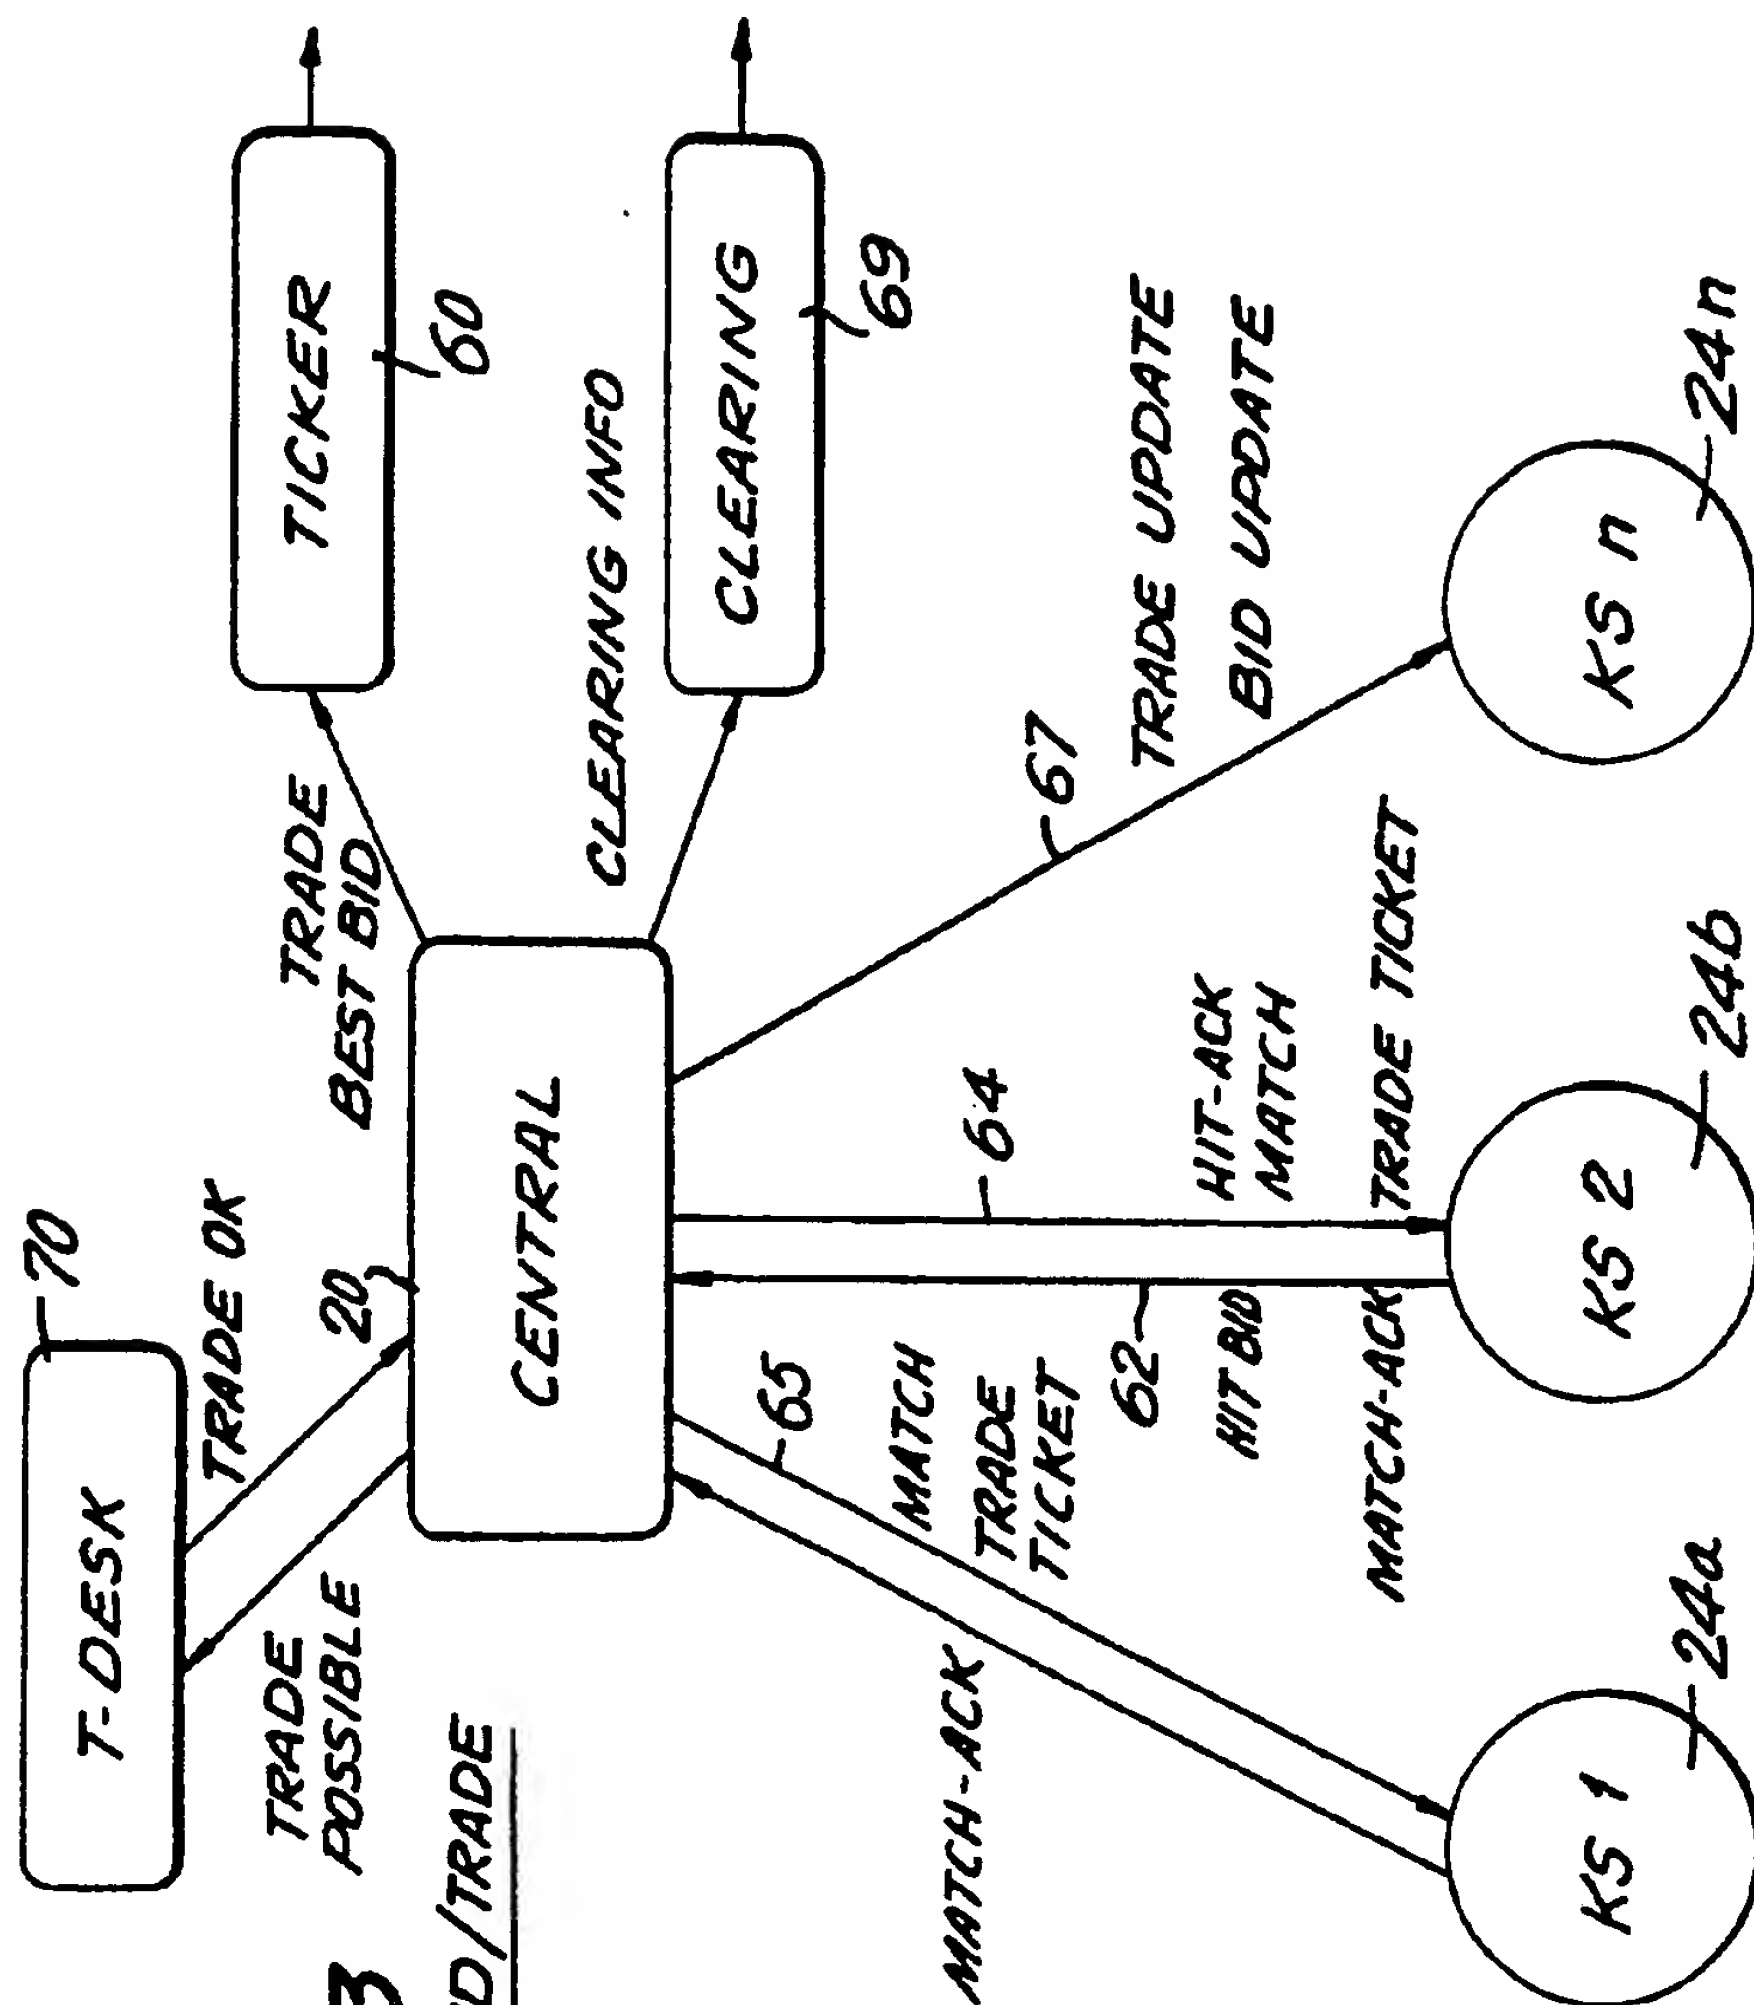 70
T-DESK
TRADE OK
TRADE
POSSIBLE
3
D/TRADE
20
CENTRAL
TRADE
BEST BID
TICKER
60
CLEARING INFO
CLEARING
69
MATCH-ACK
65
MATCH
TRADE
TICKET
62
HIT BID
MATCH-ACK
64
HIT-ACK
MATCH
TRADE TICKET
67
TRADE UPDATE
BID UPDATE
KS 1
24a
KS 2
24b
KS n
24n